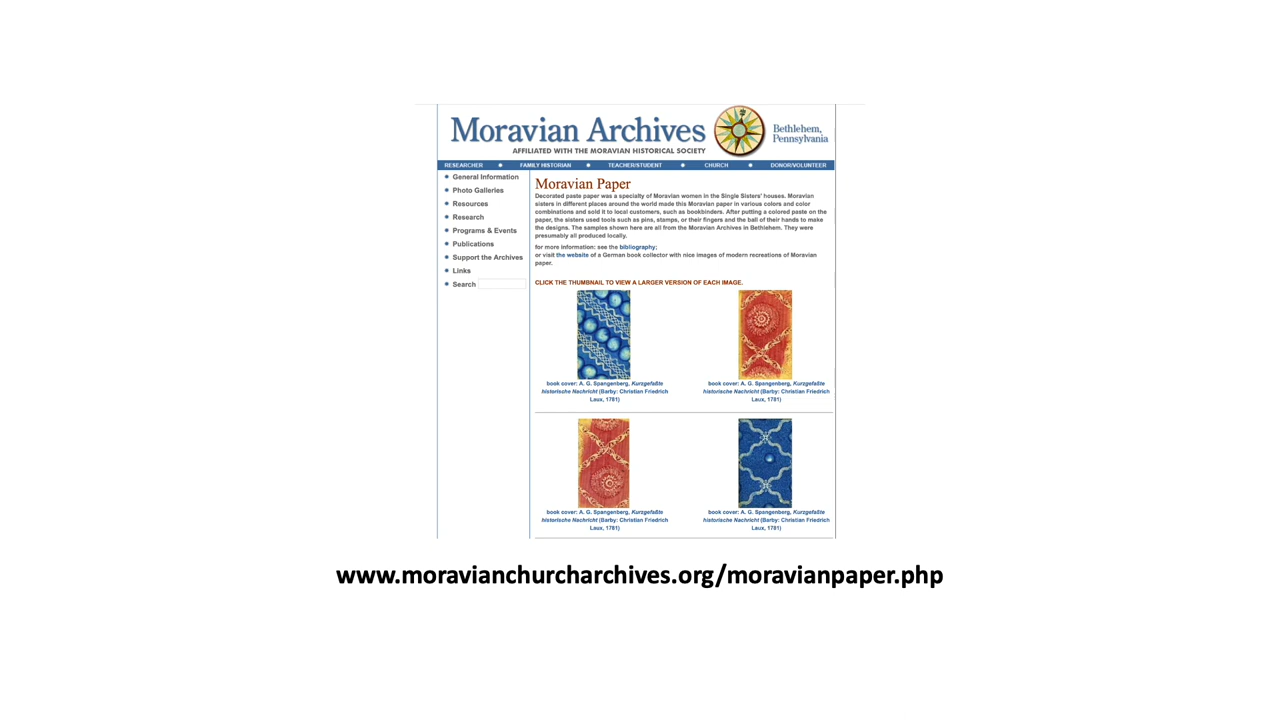 Moravian Archives
Bethlehem,
Pennsylvania
AFFILIATED WITH THE MORAVIAN HISTORICAL SOCIETY
RESEARCHER FAMILY HISTORIAN TEACHER/STUDENT CHURCH DONOR/VOLUNTEER
General Information
Photo Galleries
Resources
Research
Programs & Events
Publications
Support the Archives
Links
Search
Moravian Paper
Decorated paste paper was a specialty of Moravian women in the Single Sisters' houses. Moravian
sisters in different places around the world made this Moravian paper in various colors and color
combinations and sold it to local customers, such as bookbinders. After putting a colored paste on the
paper, the sisters used tools such as pins, stamps, or their fingers and the ball of their hands to make
the designs. The samples shown here are all from the Moravian Archives in Bethlehem. They were
presumably all produced locally.
for more information: see the bibliography;
or visit the website of a German book collector with nice images of modern recreations of Moravian
paper.
CLICK THE THUMBNAIL TO VIEW A LARGER VERSION OF EACH IMAGE.
book cover: A. G. Spangenberg, Kurzgefaßte
historische Nachricht (Barby: Christian Friedrich
Laux, 1781)
book cover: A. G. Spangenberg, Kurzgefaßte
historische Nachricht (Barby: Christian Friedrich
Laux, 1781)
book cover: A. G. Spangenberg, Kurzgefaßte
historische Nachricht (Barby: Christian Friedrich
Laux, 1781)
book cover: A. G. Spangenberg, Kurzgefaßte
historische Nachricht (Barby: Christian Friedrich
Laux, 1781)
www.moravianchurcharchives.org/moravianpaper.php